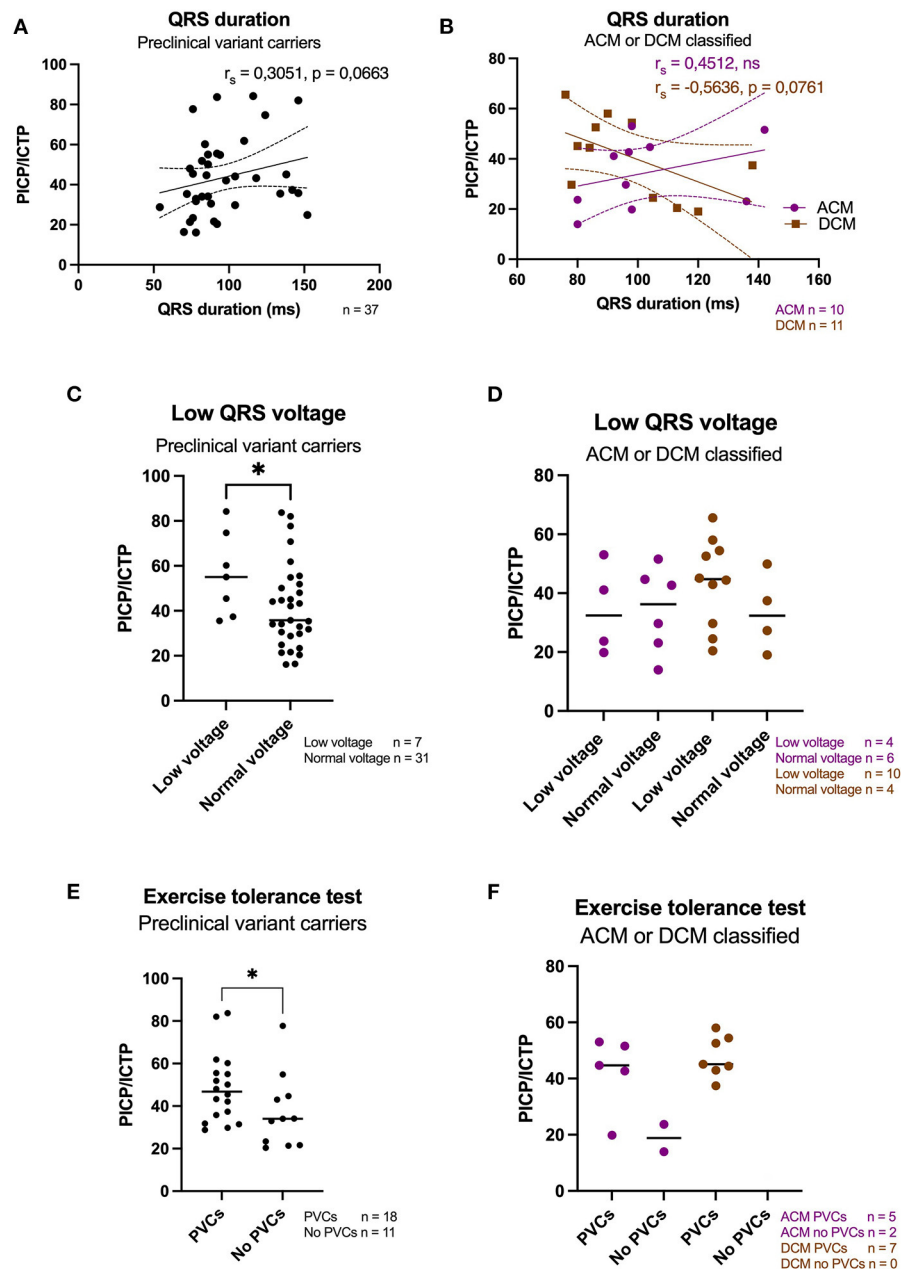 A
QRS duration
Preclinical variant carriers
rs = 0,3051, p = 0,0663
PICP/ICTP
100
80
60
40
20
0
0 50 100 150 200
QRS duration (ms)
n = 37
B
QRS duration
ACM or DCM classified
rs = 0,4512, ns
rs = -0,5636, p = 0,0761
PICP/ICTP
80
60
40
20
0
60 80 100 120 140 160
QRS duration (ms)
ACM
DCM
ACM n = 10
DCM n = 11
C
Low QRS voltage
Preclinical variant carriers
*
PICP/ICTP
100
80
60
40
20
0
Low voltage
Normal voltage
Low voltage n = 7
Normal voltage n = 31
D
Low QRS voltage
ACM or DCM classified
PICP/ICTP
80
60
40
20
0
Low voltage
Normal voltage
Low voltage
Normal voltage
Low voltage n = 4
Normal voltage n = 6
Low voltage n = 10
Normal voltage n = 4
E
Exercise tolerance test
Preclinical variant carriers
*
PICP/ICTP
100
80
60
40
20
0
PVCs
No PVCs
PVCs n = 18
No PVCs n = 11
F
Exercise tolerance test
ACM or DCM classified
PICP/ICTP
80
60
40
20
0
PVCs
No PVCs
PVCs
No PVCs
ACM PVCs n = 5
ACM no PVCs n = 2
DCM PVCs n = 7
DCM no PVCs n = 0